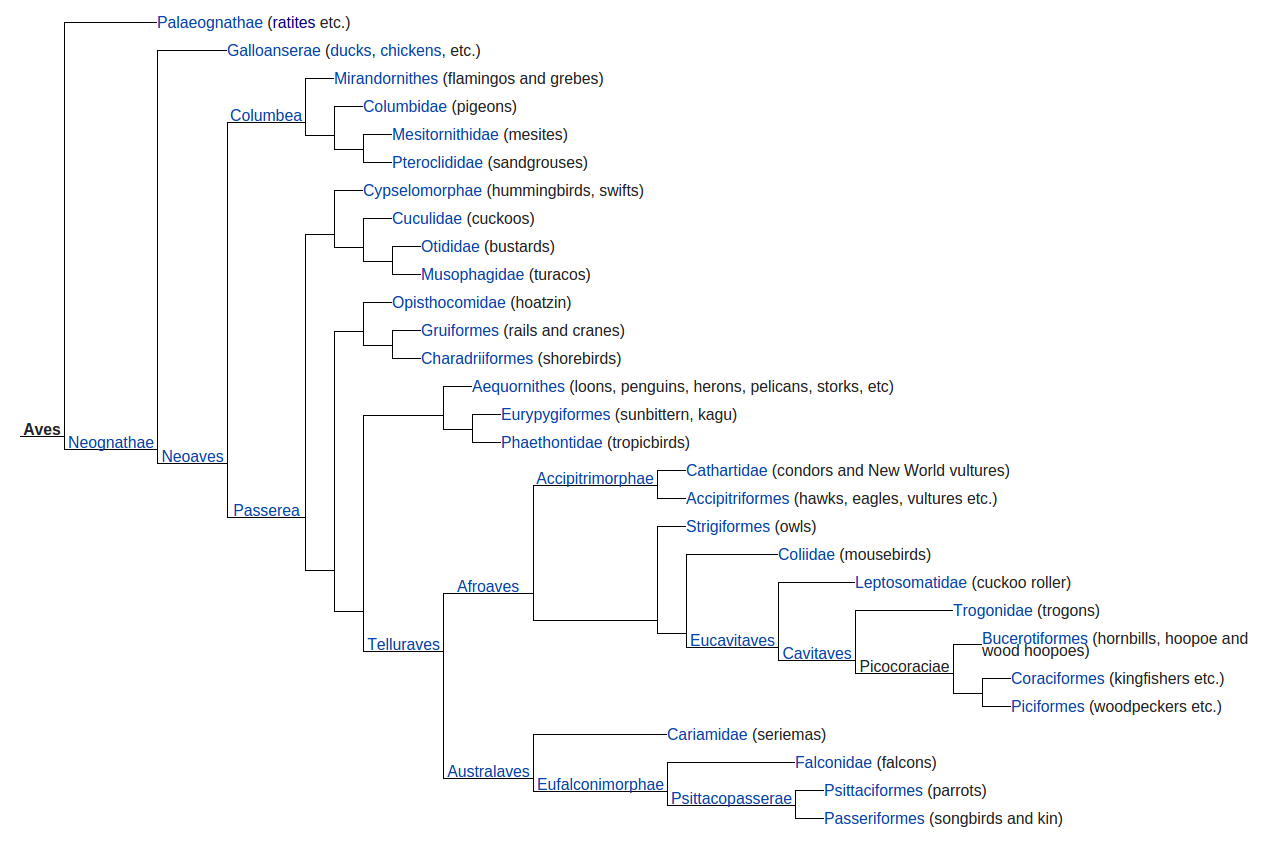 Palaeognathae (ratites etc.)
Galloanserae (ducks, chickens, etc.)
Mirandornithes (flamingos and grebes)
Columbea
Columbidae (pigeons)
Mesitornithidae (mesites)
Pteroclididae (sandgrouses)
Cypselomorphae (hummingbirds, swifts)
Cuculidae (cuckoos)
Otididae (bustards)
Musophagidae (turacos)
Opisthocomidae (hoatzin)
Gruiformes (rails and cranes)
Charadriiformes (shorebirds)
Aequornithes (loons, penguins, herons, pelicans, storks, etc)
Eurypygiformes (sunbittern, kagu)
Aves
Neognathae
Phaethontidae (tropicbirds)
Neoaves
Cathartidae (condors and New World vultures)
Accipitrimorphae
Accipitriformes (hawks, eagles, vultures etc.)
Passerea
Strigiformes (owls)
Coliidae (mousebirds)
Afroaves
Leptosomatidae (cuckoo roller)
Trogonidae (trogons)
Telluraves
Eucavitaves
Bucerotiformes (hornbills, hoopoe and
wood hoopoes)
Cavitaves
Picocoraciae
Coraciformes (kingfishers etc.)
Piciformes (woodpeckers etc.)
Cariamidae (seriemas)
Australaves
Falconidae (falcons)
Eufalconimorphae
Psittacopasserae
Psittaciformes (parrots)
Passeriformes (songbirds and kin)